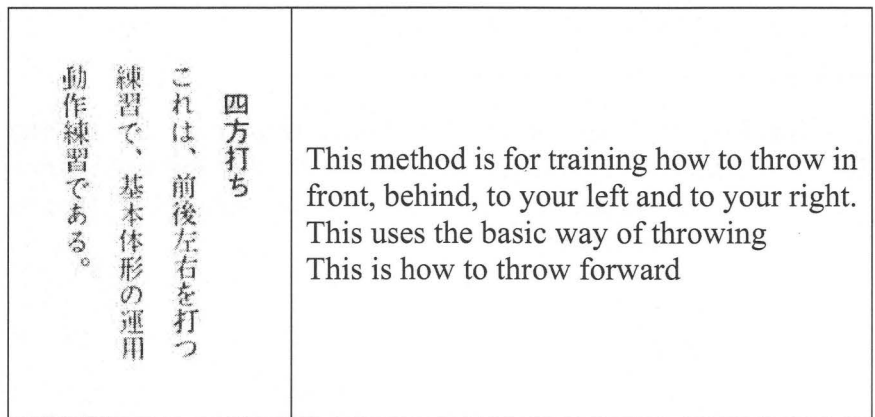 四方打ち
これは、前後左右を打つ
練習で、基本体形の運用
動作練習である。
This method is for training how to throw in
front, behind, to your left and to your right.
This uses the basic way of throwing
This is how to throw forward